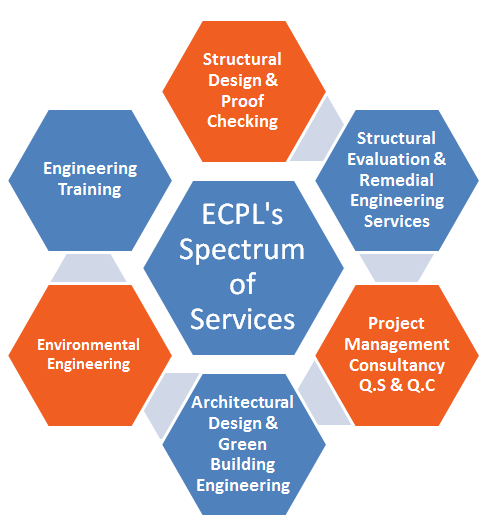 Structural
Design &
Proof
Checking
Structural
Evaluation &
Remedial
Engineering
Services
Engineering
Training
ECPL's
Spectrum
of
Services
Project
Management
Consultancy
Q.S & Q.C
Environmental
Engineering
Architectural
Design &
Green
Building
Engineering